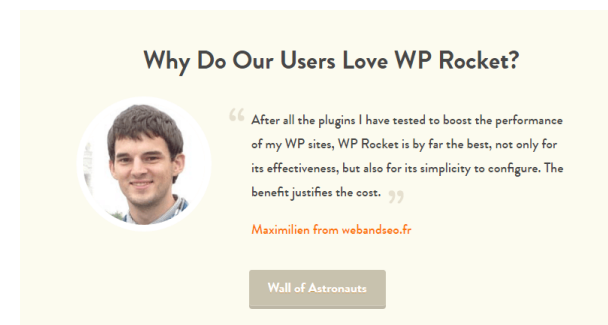 Why Do Our Users Love WP Rocket?
“ After all the plugins I have tested to boost the performance
of my WP sites, WP Rocket is by far the best, not only for
its effectiveness, but also for its simplicity to configure. The
benefit justifies the cost. ”
Maximilien from webandseo.fr
Wall of Astronauts